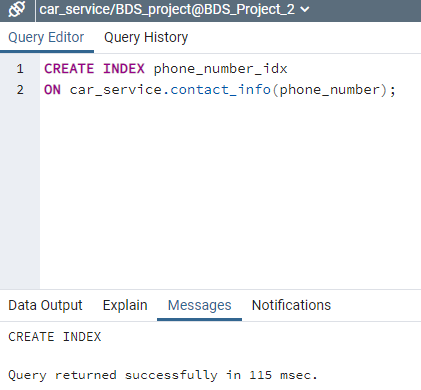 car_service/BDS_project@BDS_Project_2
Query Editor Query History
1 CREATE INDEX phone_number_idx
2 ON car_service.contact_info(phone_number);
Data Output Explain Messages Notifications
CREATE INDEX
Query returned successfully in 115 msec.